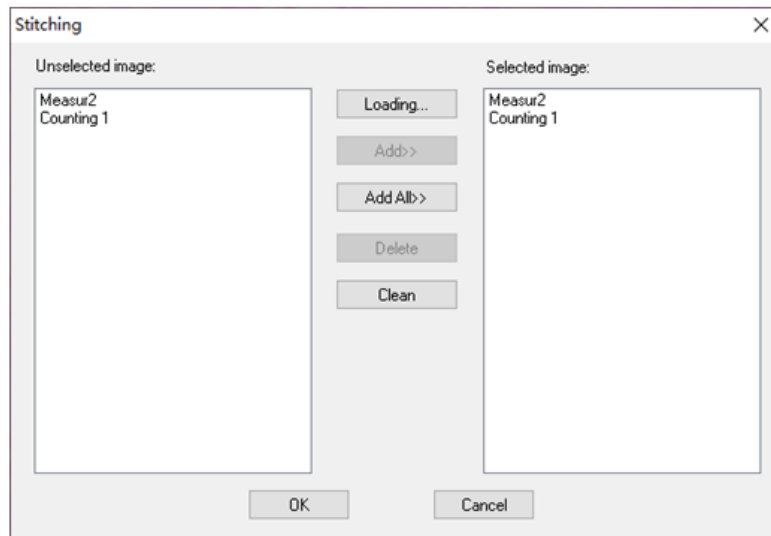 Stitching
Unselected image:
Measur2
Counting 1
Loading...
Add>>
Add All>>
Delete
Clean
Selected image:
Measur2
Counting 1
OK
Cancel